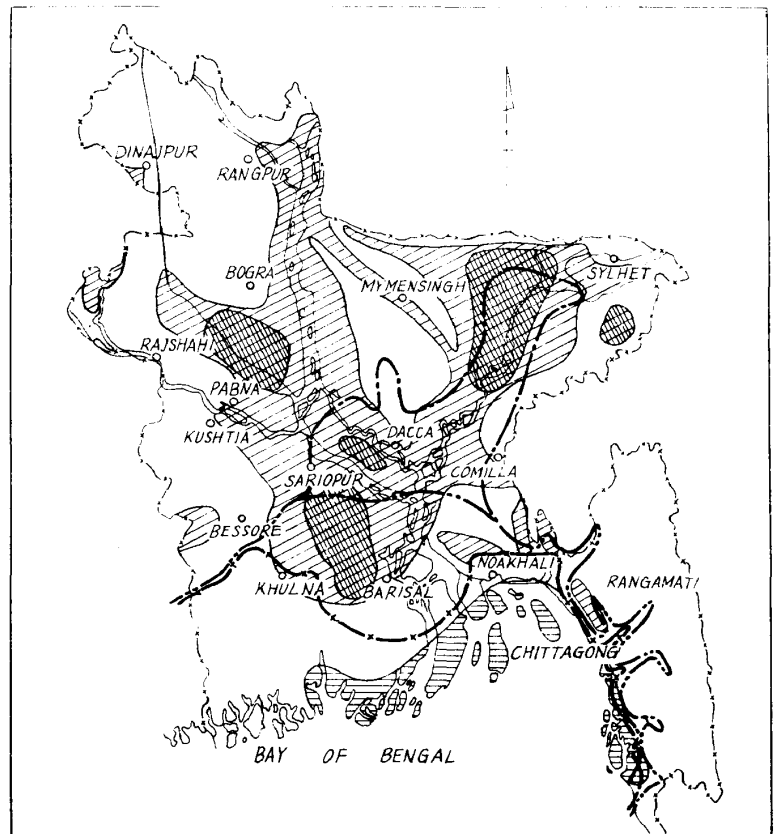 DINAJPUR
RANGPUR
BOGRA
MYMENSINGH
SYLHET
RAJSHAHI
PABNA
KUSHTIA
DACCA
SARIOPUR
COMILLA
BESSORE
KHULNA
BARISAL
NOAKHALI
RANGAMATI
CHITTAGONG
BAY OF BENGAL